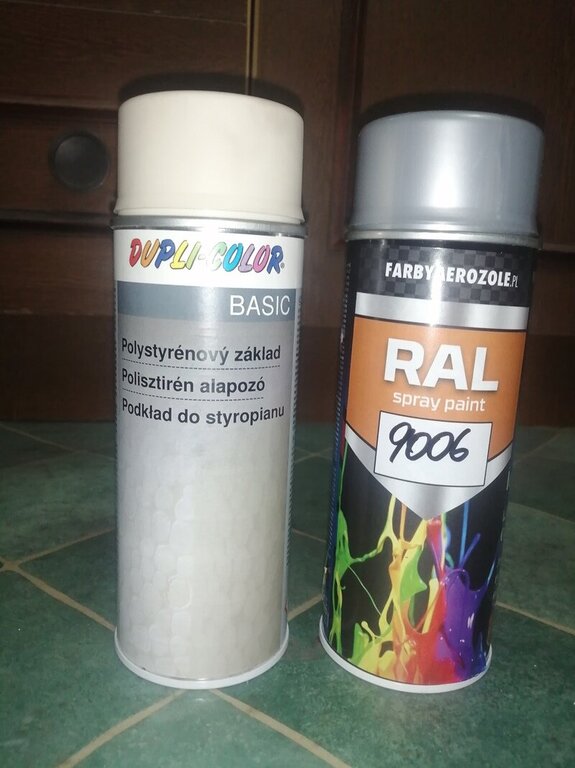 DUPLI-COLOR®
BASIC
Polystyrénový základ
Polisztirén alapozó
Podkład do styropianu
FARBYAEROZOLE.PL
RAL
spray paint
9006